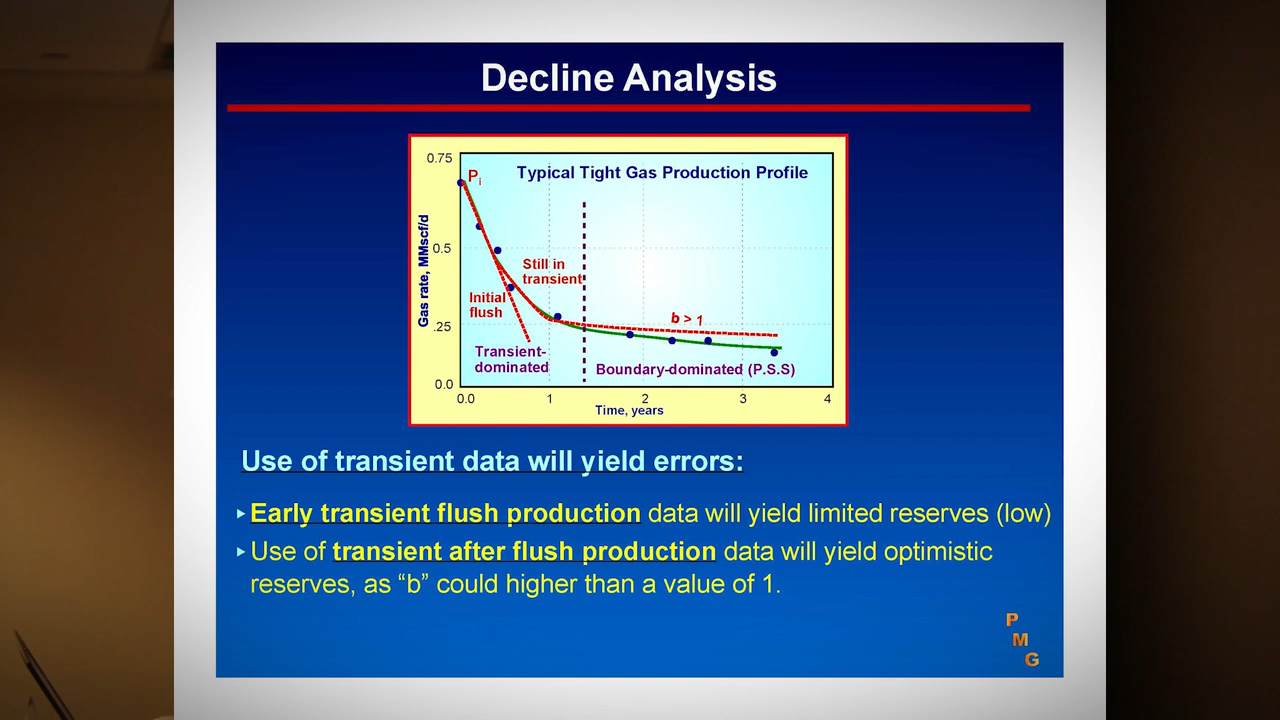 Decline Analysis
Typical Tight Gas Production Profile
0.75
0.5
.25
0.0
Gas rate, MMscf/d
Pi
Still in
transient
Initial
flush
b > 1
Transient-
dominated
Boundary-dominated (P.S.S)
0.0 1 2 3 4
Time, years
Use of transient data will yield errors:
▸Early transient flush production data will yield limited reserves (low)
▸Use of transient after flush production data will yield optimistic
reserves, as “b” could higher than a value of 1.
P
M
G